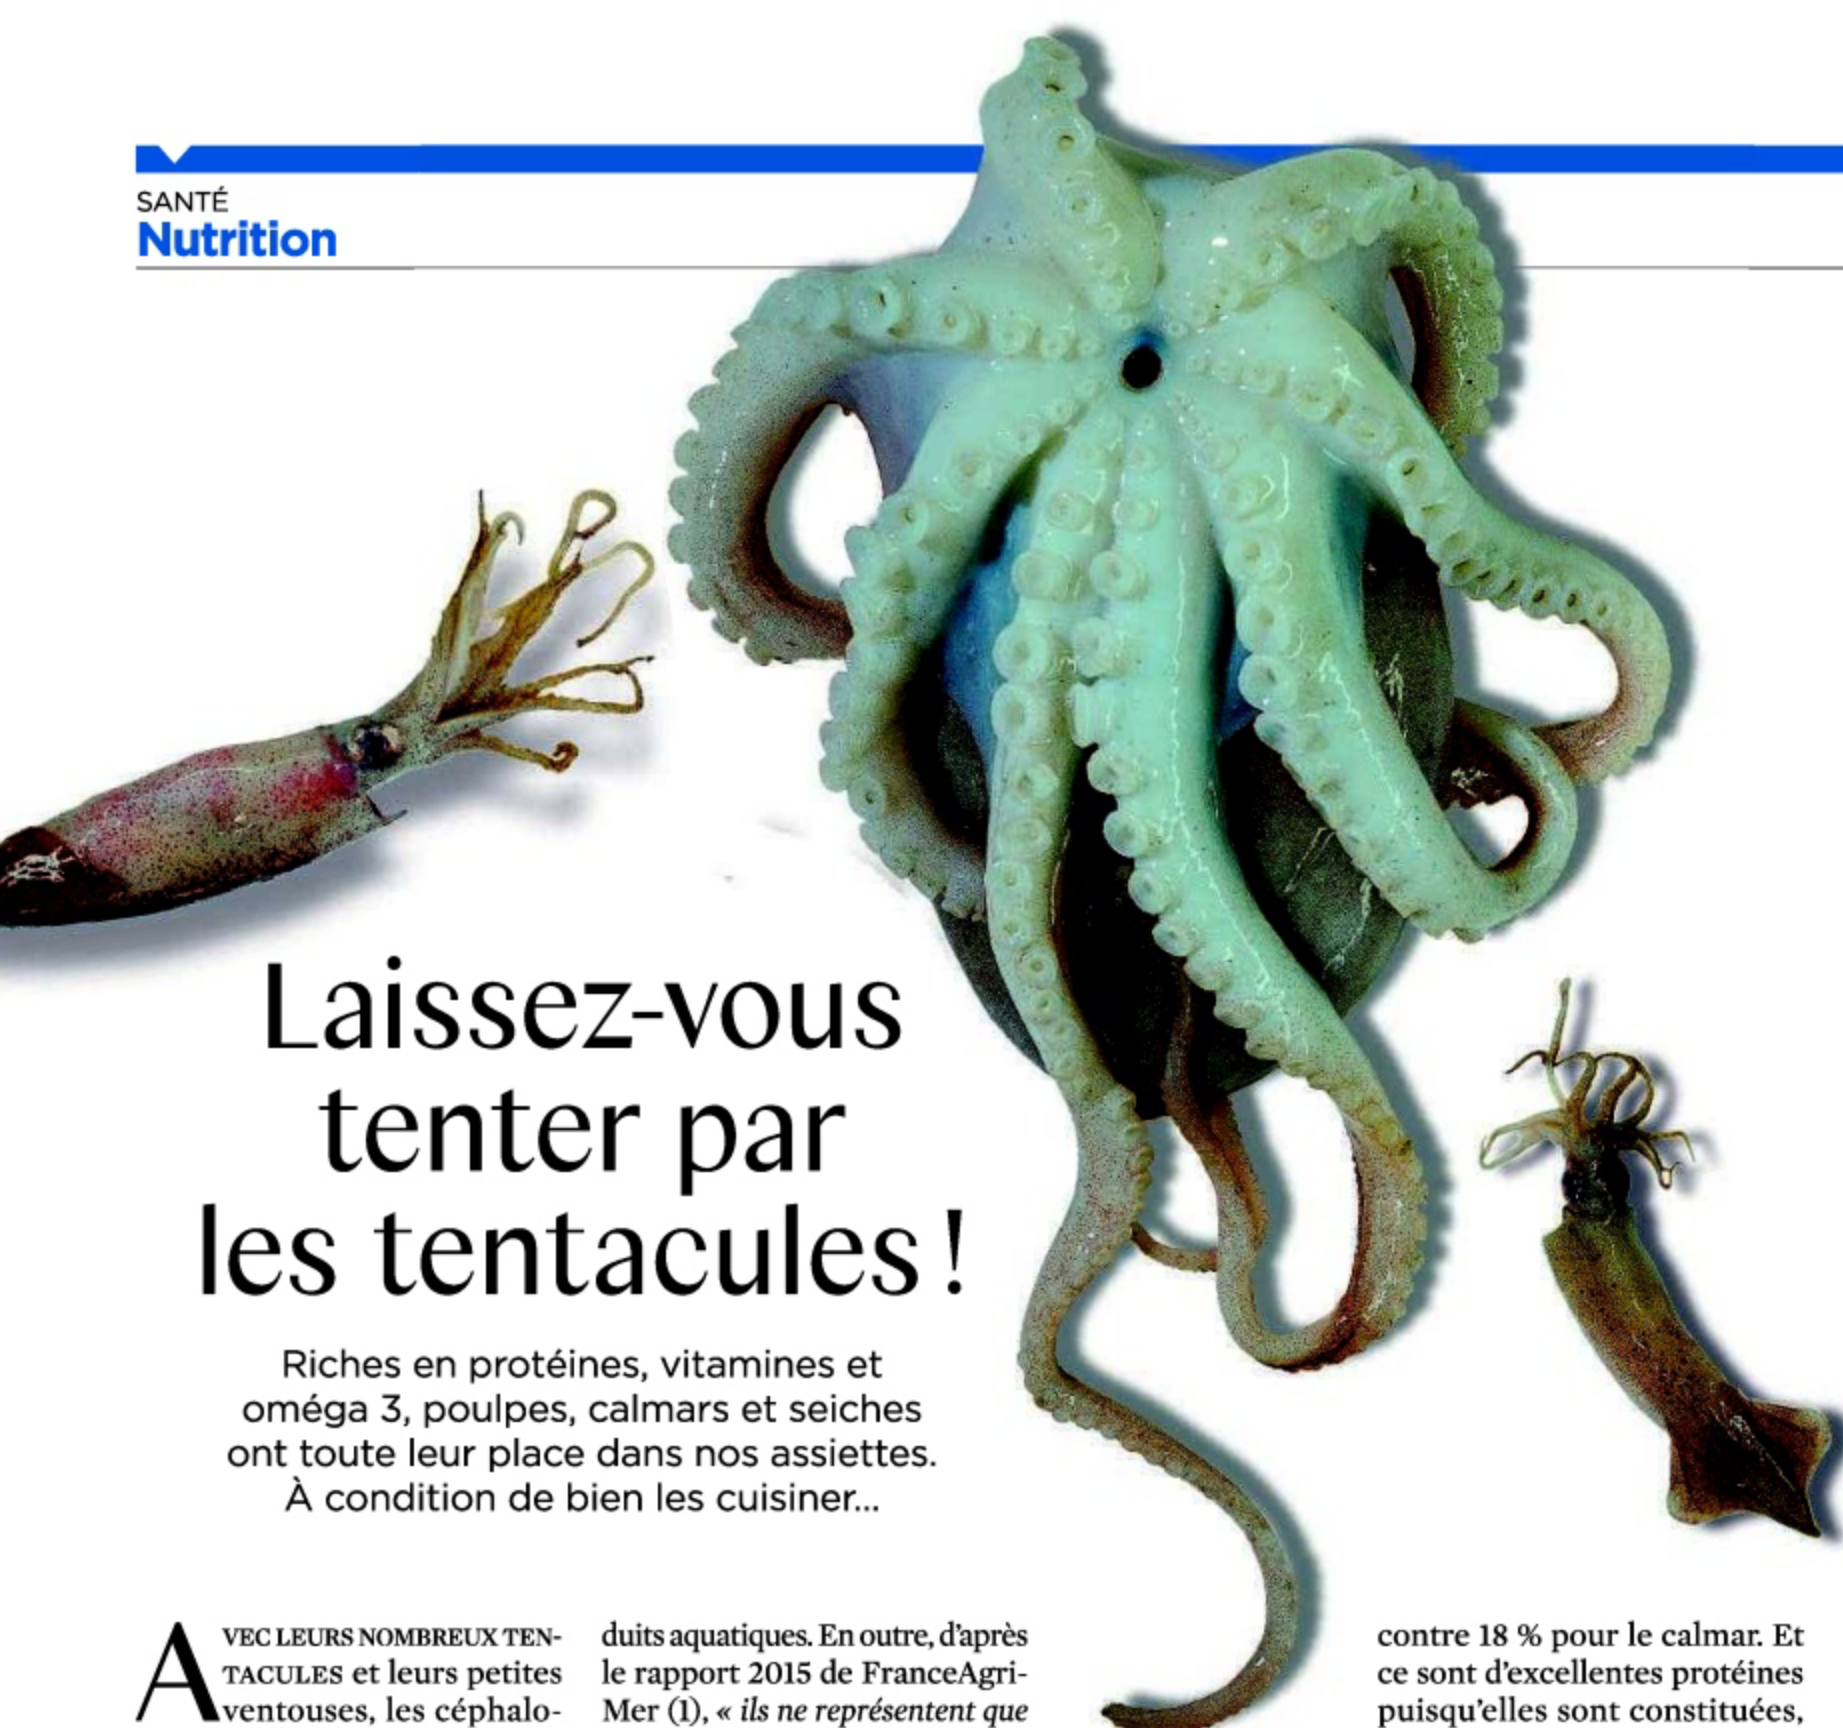 SANTÉ
Nutrition
Laissez-vous
tenter par
les tentacules !
Riches en protéines, vitamines et
oméga 3, poulpes, calmars et seiches
ont toute leur place dans nos assiettes.
À condition de bien les cuisiner...
AVEC LEURS NOMBREUX TEN-
TACULES et leurs petites
ventouses, les céphalo-
duits aquatiques. En outre, d'après
le rapport 2015 de FranceAgri-
Mer (1), « ils ne représentent que
contre 18 % pour le calmar. Et
ce sont d'excellentes protéines
puisqu'elles sont constituées,